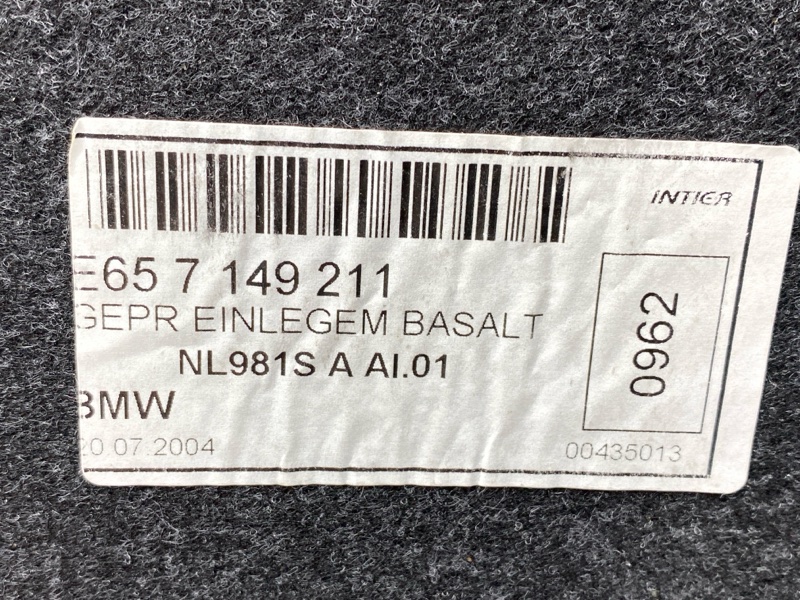 INTIER
E65 7 149 211
GEPR EINLEGEM BASALT
NL981S A AI.01
BMW
20.07.2004
00435013
0962